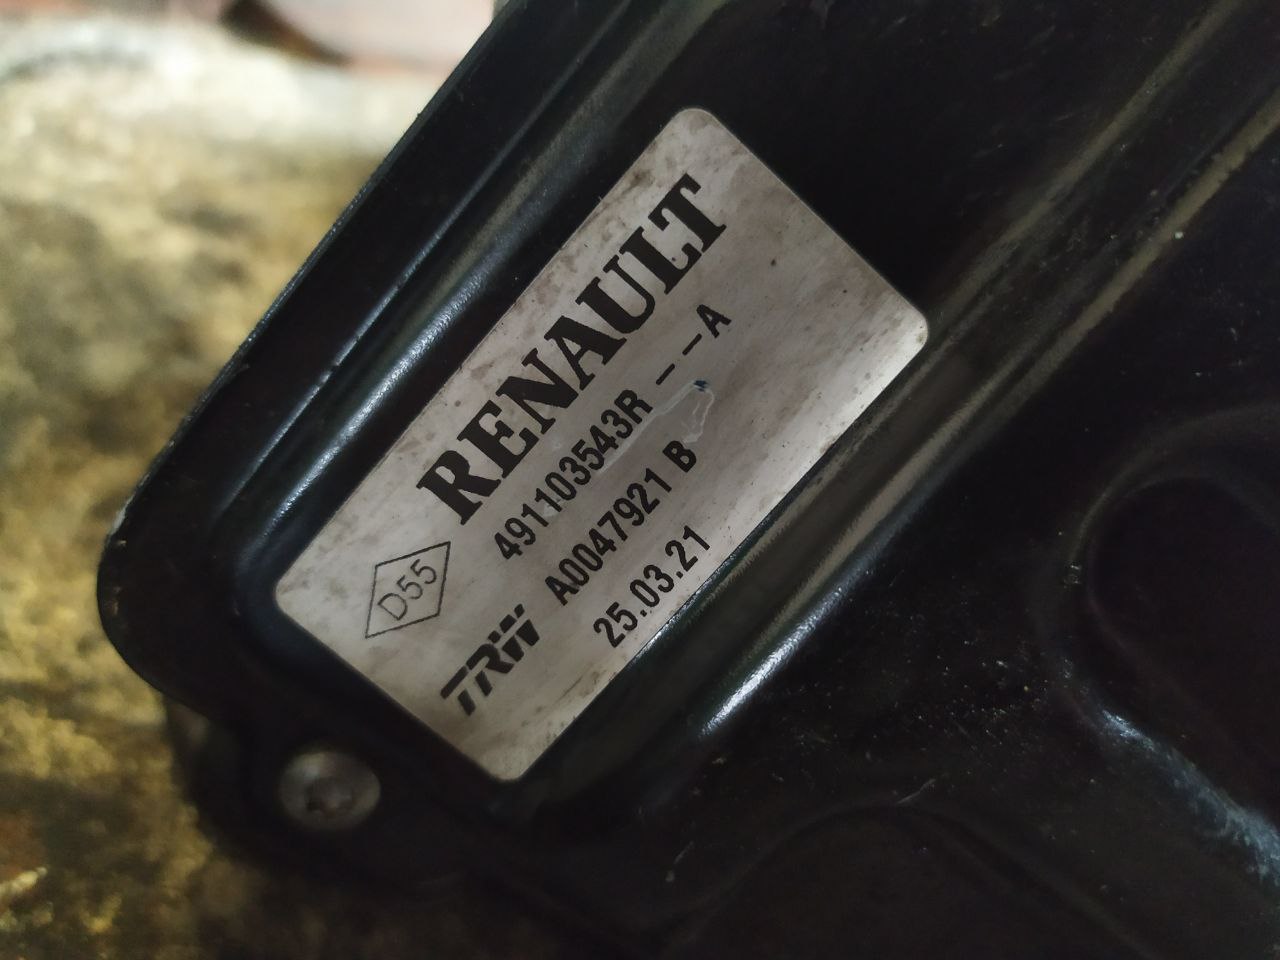 RENAULT
D55
491103543R -- A
TRW
A0047921 B
25.03.21